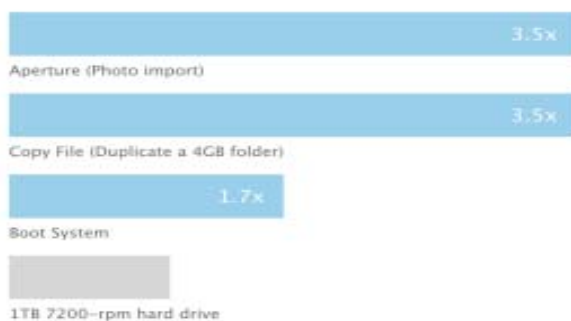 3.5x
Aperture (Photo import)
3.5x
Copy File (Duplicate a 4GB folder)
1.7x
Boot System
1TB 7200-rpm hard drive